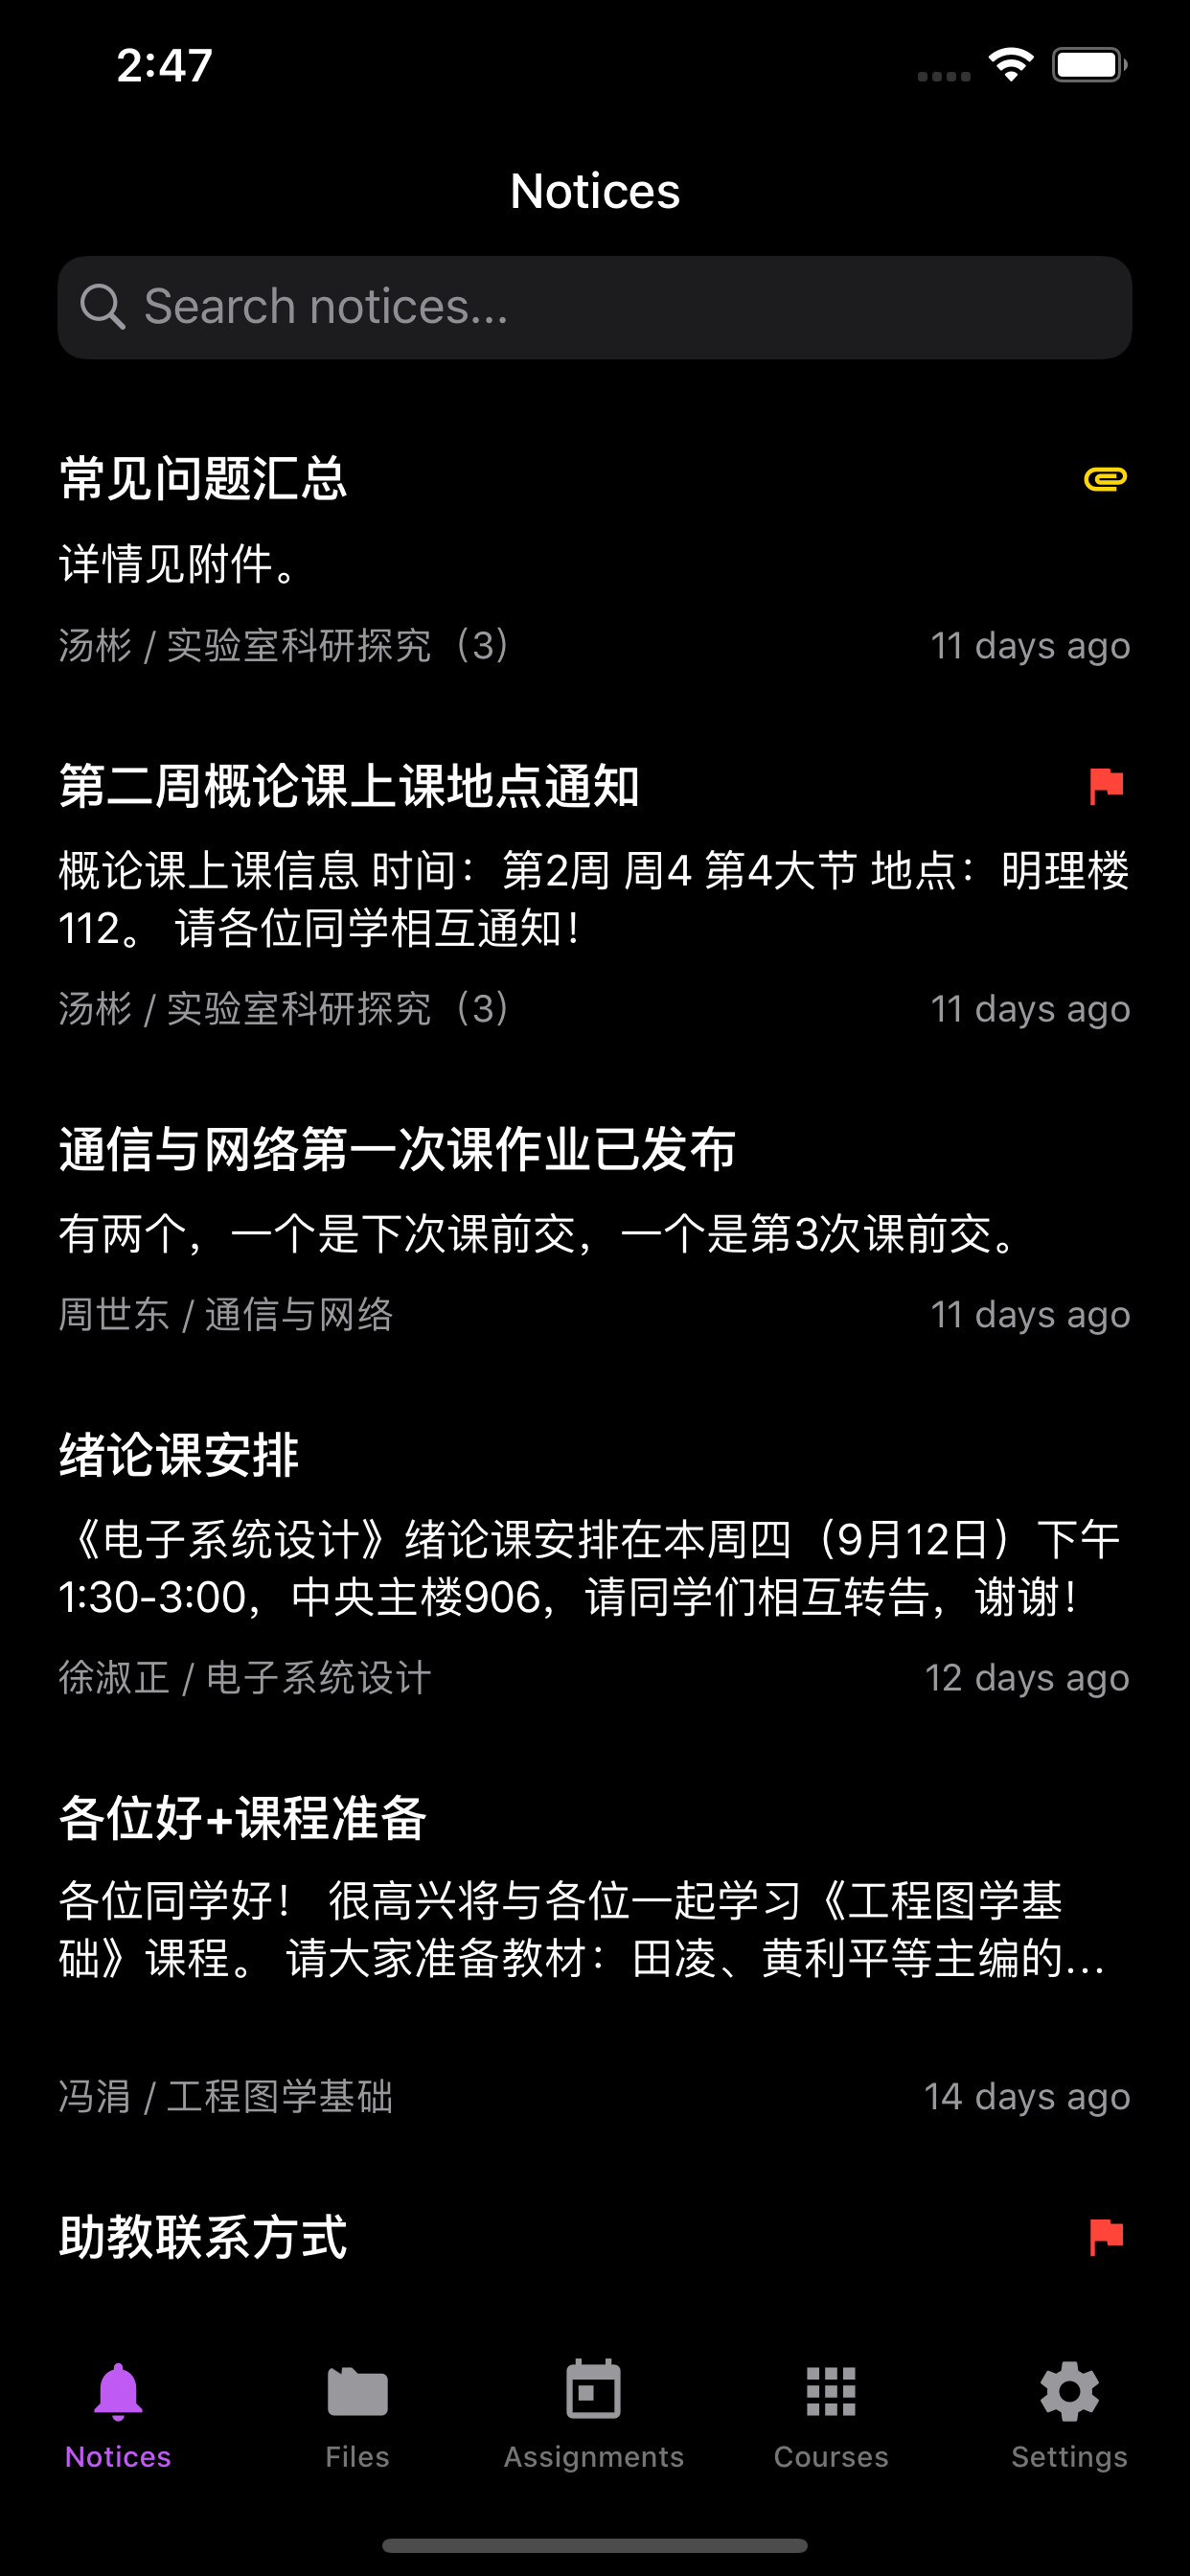 2:47
Notices
Search notices...
常见问题汇总
详情见附件。
汤彬 / 实验室科研探究（3） 11 days ago
第二周概论课上课地点通知
概论课上课信息 时间：第2周 周4 第4大节 地点：明理楼
112。 请各位同学相互通知！
汤彬 / 实验室科研探究（3） 11 days ago
通信与网络第一次课作业已发布
有两个，一个是下次课前交，一个是第3次课前交。
周世东 / 通信与网络 11 days ago
绪论课安排
《电子系统设计》绪论课安排在本周四（9月12日）下午
1:30-3:00，中央主楼906，请同学们相互转告，谢谢！
徐淑正 / 电子系统设计 12 days ago
各位好+课程准备
各位同学好！ 很高兴将与各位一起学习《工程图学基
础》课程。 请大家准备教材：田凌、黄利平等主编的...
冯涓 / 工程图学基础 14 days ago
助教联系方式
Notices Files Assignments Courses Settings